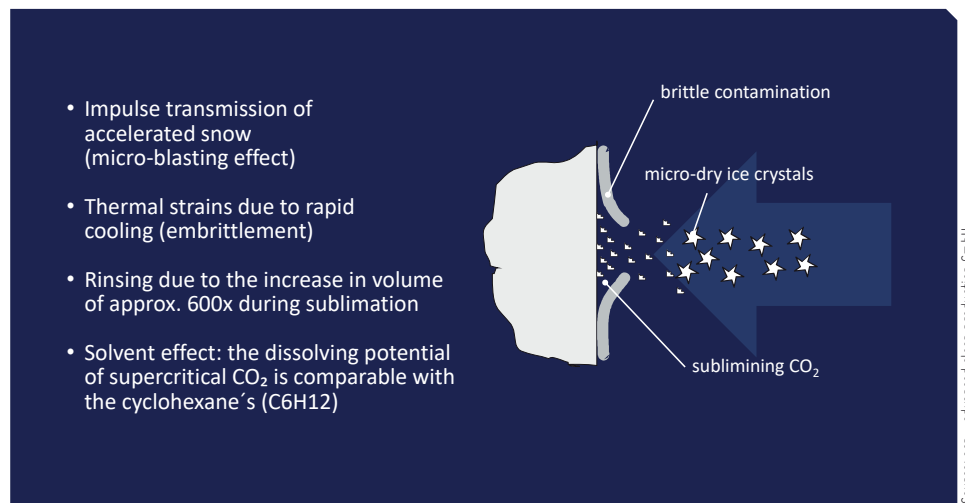 • Impulse transmission of
accelerated snow
(micro-blasting effect)
• Thermal strains due to rapid
cooling (embrittlement)
• Rinsing due to the increase in volume
of approx. 600x during sublimation
• Solvent effect: the dissolving potential
of supercritical CO₂ is comparable with
the cyclohexane´s (C6H12)
brittle contamination
micro-dry ice crystals
sublimining CO₂